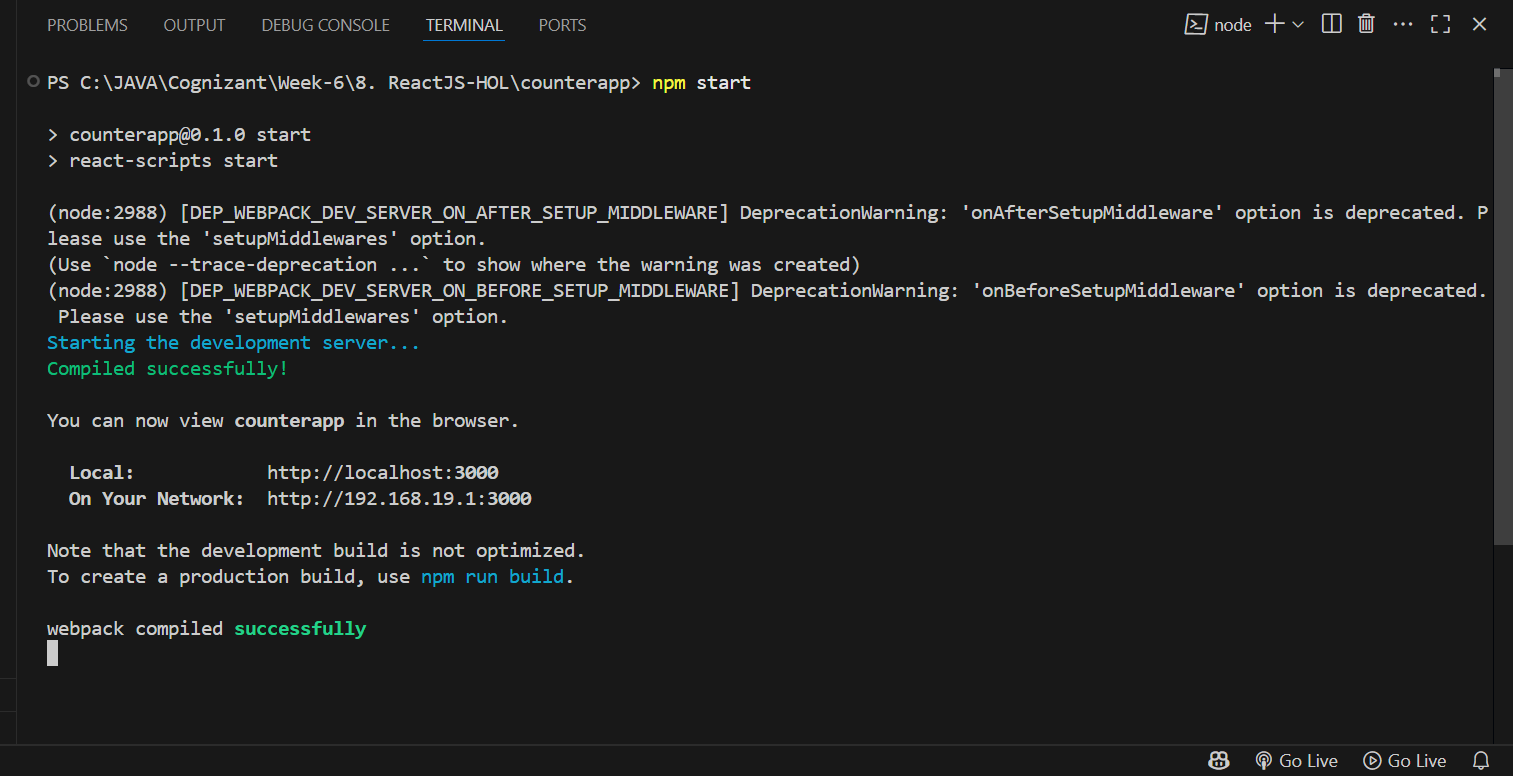 PROBLEMS OUTPUT DEBUG CONSOLE TERMINAL PORTS node
PS C:\JAVA\Cognizant\Week-6\8. ReactJS-HOL\counterapp> npm start
> counterapp@0.1.0 start
> react-scripts start
(node:2988) [DEP_WEBPACK_DEV_SERVER_ON_AFTER_SETUP_MIDDLEWARE] DeprecationWarning: 'onAfterSetupMiddleware' option is deprecated. P
lease use the 'setupMiddlewares' option.
(Use `node --trace-deprecation ...` to show where the warning was created)
(node:2988) [DEP_WEBPACK_DEV_SERVER_ON_BEFORE_SETUP_MIDDLEWARE] DeprecationWarning: 'onBeforeSetupMiddleware' option is deprecated.
 Please use the 'setupMiddlewares' option.
Starting the development server...
Compiled successfully!
You can now view counterapp in the browser.
  Local:            http://localhost:3000
  On Your Network:  http://192.168.19.1:3000
Note that the development build is not optimized.
To create a production build, use npm run build.
webpack compiled successfully
Go Live Go Live